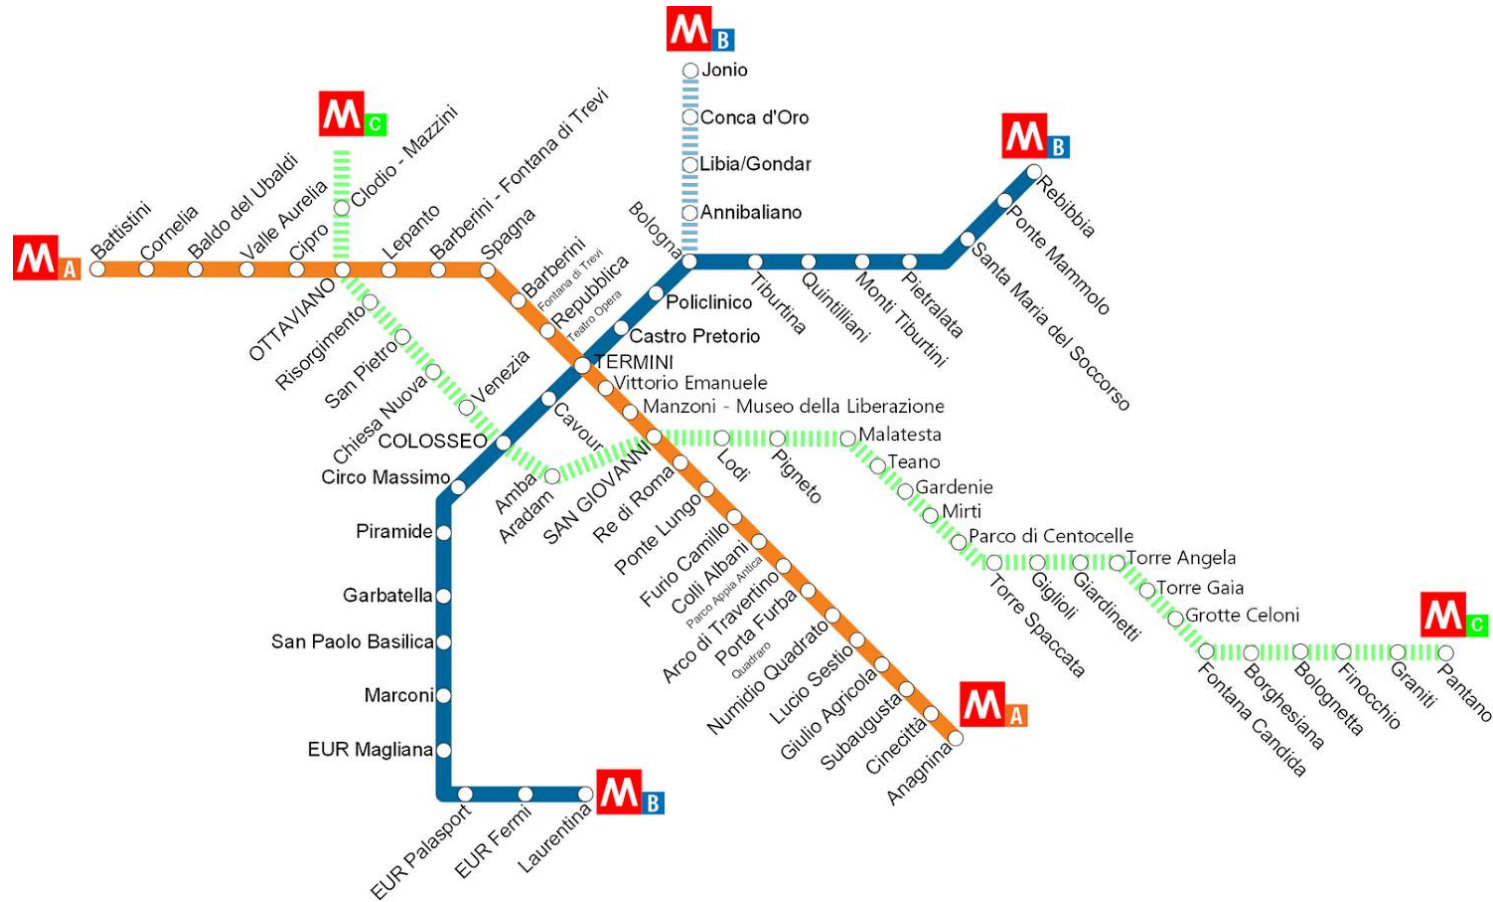 M B
Jonio
Conca d'Oro
Libia/Gondar
Annibaliano
Bologna
M C
Clodio - Mazzini
M B
Rebibbia
Ponte Mammolo
Santa Maria del Soccorso
Pietralata
Monti Tiburtini
Quintilliani
Tiburtina
M A
Battistini
Cornelia
Baldo del Ubaldi
Valle Aurelia
Cipro
OTTAVIANO
Lepanto
Barberini - Fontana di Trevi
Spagna
Barberini
Fontana di Trevi
Repubblica
Teatro Opera
Policlinico
Castro Pretorio
TERMINI
Vittorio Emanuele
Manzoni - Museo della Liberazione
Risorgimento
San Pietro
Chiesa Nuova
Venezia
COLOSSEO
Cavour
Circo Massimo
Piramide
Garbatella
San Paolo Basilica
Marconi
EUR Magliana
EUR Palasport
EUR Fermi
Laurentina
M B
Amba
Aradam
SAN GIOVANNI
Lodi
Pigneto
Malatesta
Teano
Gardenie
Mirti
Parco di Centocelle
Torre Spaccata
Giglioli
Giardinetti
Torre Angela
Torre Gaia
Grotte Celoni
Fontana Candida
Borghesiana
Bolognetta
Finocchio
Graniti
Pantano
M C
Re di Roma
Ponte Lungo
Furio Camillo
Colli Albani
Parco Appia Antica
Arco di Travertino
Porta Furba
Quadraro
Numidio Quadrato
Lucio Sestio
Giulio Agricola
Subaugusta
Cinecittà
Anagnina
M A